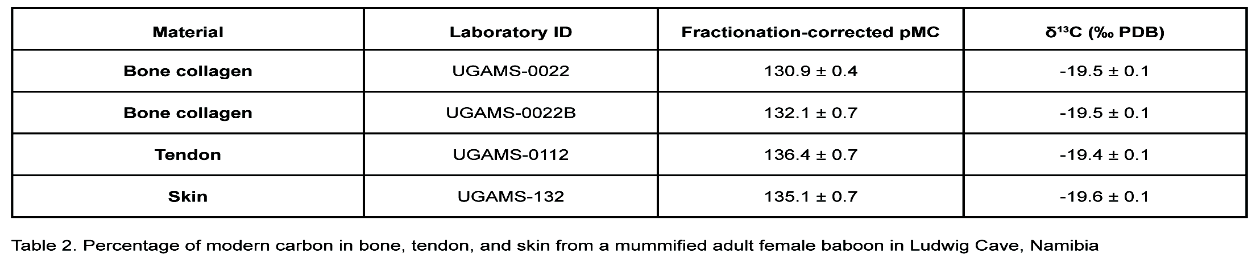 Material Laboratory ID Fractionation-corrected pMC δ¹³C (‰ PDB)
Bone collagen UGAMS-0022 130.9 ± 0.4 -19.5 ± 0.1
Bone collagen UGAMS-0022B 132.1 ± 0.7 -19.5 ± 0.1
Tendon UGAMS-0112 136.4 ± 0.7 -19.4 ± 0.1
Skin UGAMS-132 135.1 ± 0.7 -19.6 ± 0.1
Table 2. Percentage of modern carbon in bone, tendon, and skin from a mummified adult female baboon in Ludwig Cave, Namibia